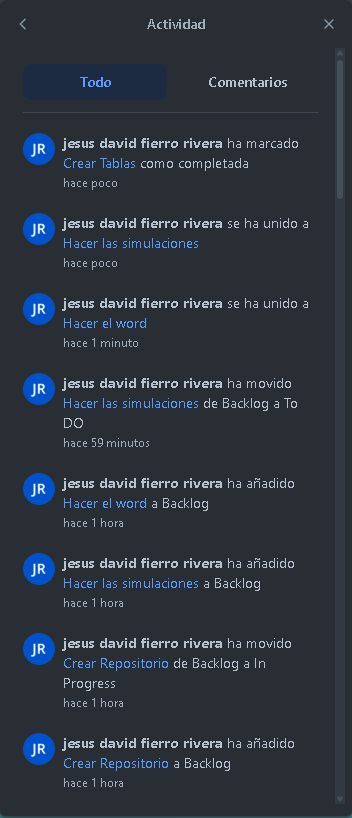 Actividad
Todo
Comentarios
JR
jesus david fierro rivera ha marcado
Crear Tablas como completada
hace poco
JR
jesus david fierro rivera se ha unido a
Hacer las simulaciones
hace poco
JR
jesus david fierro rivera se ha unido a
Hacer el word
hace 1 minuto
JR
jesus david fierro rivera ha movido
Hacer las simulaciones de Backlog a To
DO
hace 59 minutos
JR
jesus david fierro rivera ha añadido
Hacer el word a Backlog
hace 1 hora
JR
jesus david fierro rivera ha añadido
Hacer las simulaciones a Backlog
hace 1 hora
JR
jesus david fierro rivera ha movido
Crear Repositorio de Backlog a In
Progress
hace 1 hora
JR
jesus david fierro rivera ha añadido
Crear Repositorio a Backlog
hace 1 hora